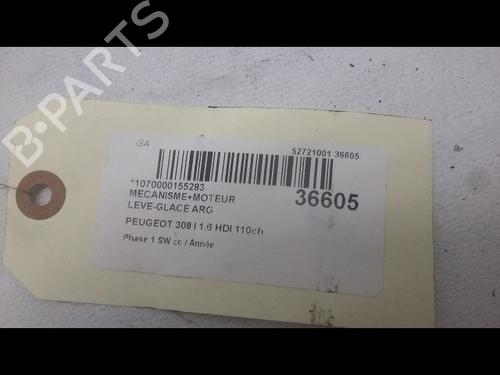 B-PARTS
GA
52721001 36605
*1070000155283
MECANISME+MOTEUR
36605
LEVE-GLACE ARG
PEUGEOT 308 I 1.6 HDI 110ch
Phase 1 SW cc / Année